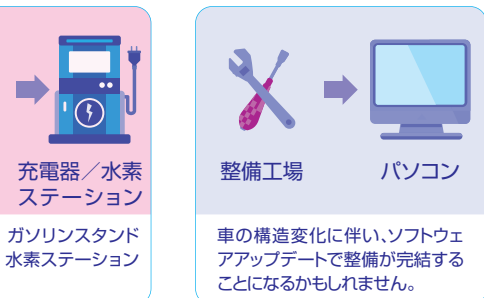 充電器／水素
ステーション
ガソリンスタンド
水素ステーション
整備工場
パソコン
車の構造変化に伴い、ソフトウェ
アアップデートで整備が完結する
ことになるかもしれません。